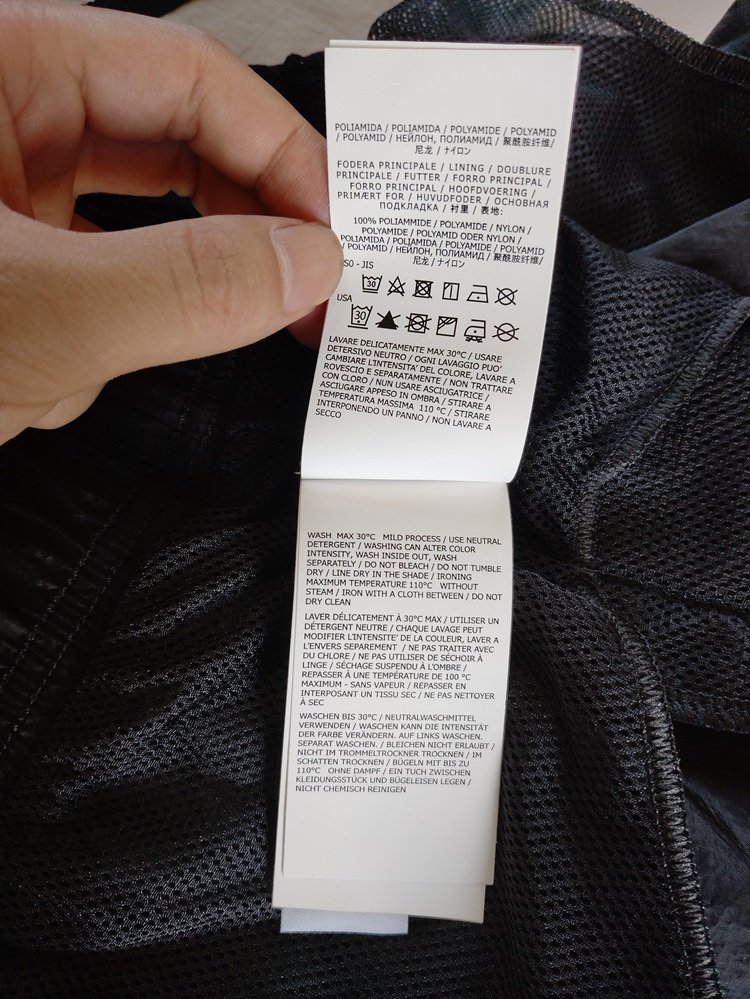 POLIAMIDA / POLIAMIDA / POLYAMIDE / POLYAMID
/ POLYAMID / НЕЙЛОН, ПОЛИАМИД / 聚酰胺纤维/
尼龙 / ナイロン
FODERA PRINCIPALE / LINING / DOUBLURE
PRINCIPALE / FUTTER / FORRO PRINCIPAL /
FORRO PRINCIPAL / HOOFDVOERING /
PRIMÆRT FOR / HUVUDFODER / ОСНОВНАЯ
ПОДКЛАДКА / 衬里 / 表地:
100% POLIAMMIDE / POLYAMIDE / NYLON /
POLYAMIDE / POLYAMID ODER NYLON /
POLIAMIDA / POLIAMIDA / POLYAMIDE / POLYAMID
/ POLYAMID / НЕЙЛОН, ПОЛИАМИД / 聚酰胺纤维/
尼龙 / ナイロン
SO - JIS
30
USA
30
LAVARE DELICATAMENTE MAX 30°C / USARE
DETERSIVO NEUTRO / OGNI LAVAGGIO PUO'
CAMBIARE L'INTENSITA' DEL COLORE, LAVARE A
ROVESCIO E SEPARATAMENTE / NON TRATTARE
CON CLORO / NUN USARE ASCIUGATRICE /
ASCIUGARE APPESO IN OMBRA / STIRARE A
TEMPERATURA MASSIMA 110 °C / STIRARE
INTERPONENDO UN PANNO / NON LAVARE A
SECCO
WASH MAX 30°C MILD PROCESS / USE NEUTRAL
DETERGENT / WASHING CAN ALTER COLOR
INTENSITY, WASH INSIDE OUT, WASH
SEPARATELY / DO NOT BLEACH / DO NOT TUMBLE
DRY / LINE DRY IN THE SHADE / IRONING
MAXIMUM TEMPERATURE 110°C WITHOUT
STEAM / IRON WITH A CLOTH BETWEEN / DO NOT
DRY CLEAN
LAVER DÉLICATEMENT À 30°C MAX / UTILISER UN
DÉTERGENT NEUTRE / CHAQUE LAVAGE PEUT
MODIFIER L'INTENSITE' DE LA COULEUR, LAVER A
L'ENVERS SEPAREMENT / NE PAS TRAITER AVEC
DU CHLORE / NE PAS UTILISER DE SÉCHOIR À
LINGE / SÉCHAGE SUSPENDU À L'OMBRE /
REPASSER À UNE TEMPÉRATURE DE 100 °C
MAXIMUM - SANS VAPEUR / REPASSER EN
INTERPOSANT UN TISSU SEC / NE PAS NETTOYER
À SEC
WASCHEN BIS 30°C / NEUTRALWASCHMITTEL
VERWENDEN / WASCHEN KANN DIE INTENSITÄT
DER FARBE VERÄNDERN. AUF LINKS WASCHEN.
SEPARAT WASCHEN. / BLEICHEN NICHT ERLAUBT /
NICHT IM TROMMELTROCKNER TROCKNEN / IM
SCHATTEN TROCKNEN / BÜGELN MIT BIS ZU
110°C OHNE DAMPF / EIN TUCH ZWISCHEN
KLEIDUNGSSTÜCK UND BÜGELEISEN LEGEN /
NICHT CHEMISCH REINIGEN